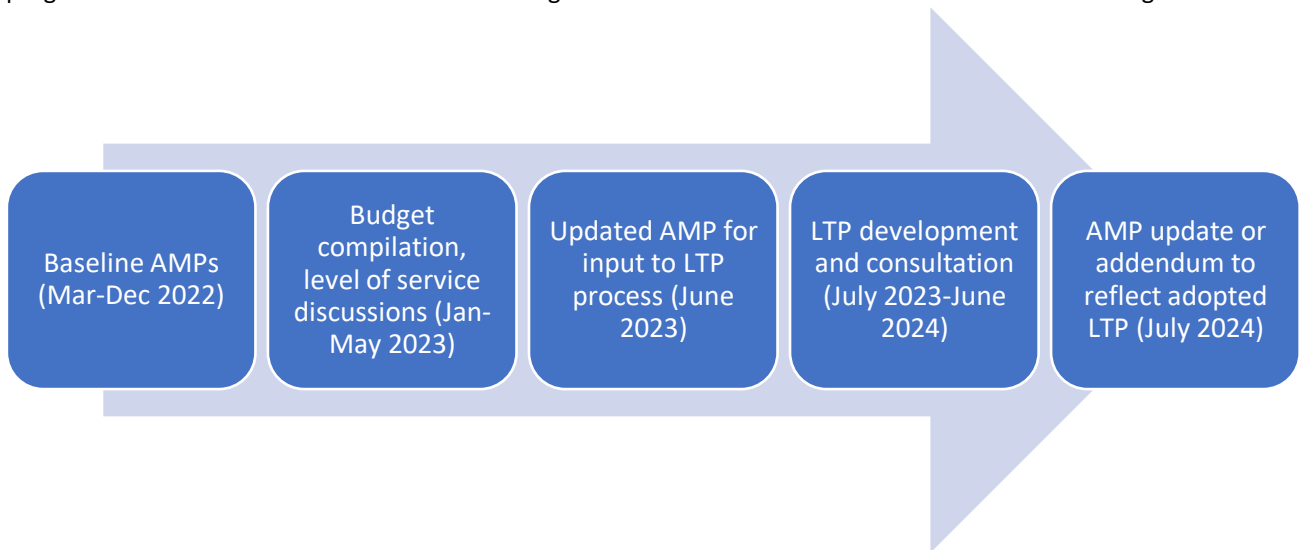 Baseline AMPs
(Mar-Dec 2022)
Budget
compilation,
level of service
discussions (Jan-
May 2023)
Updated AMP for
input to LTP
process (June
2023)
LTP development
and consultation
(July 2023-June
2024)
AMP update or
addendum to
reflect adopted
LTP (July 2024)